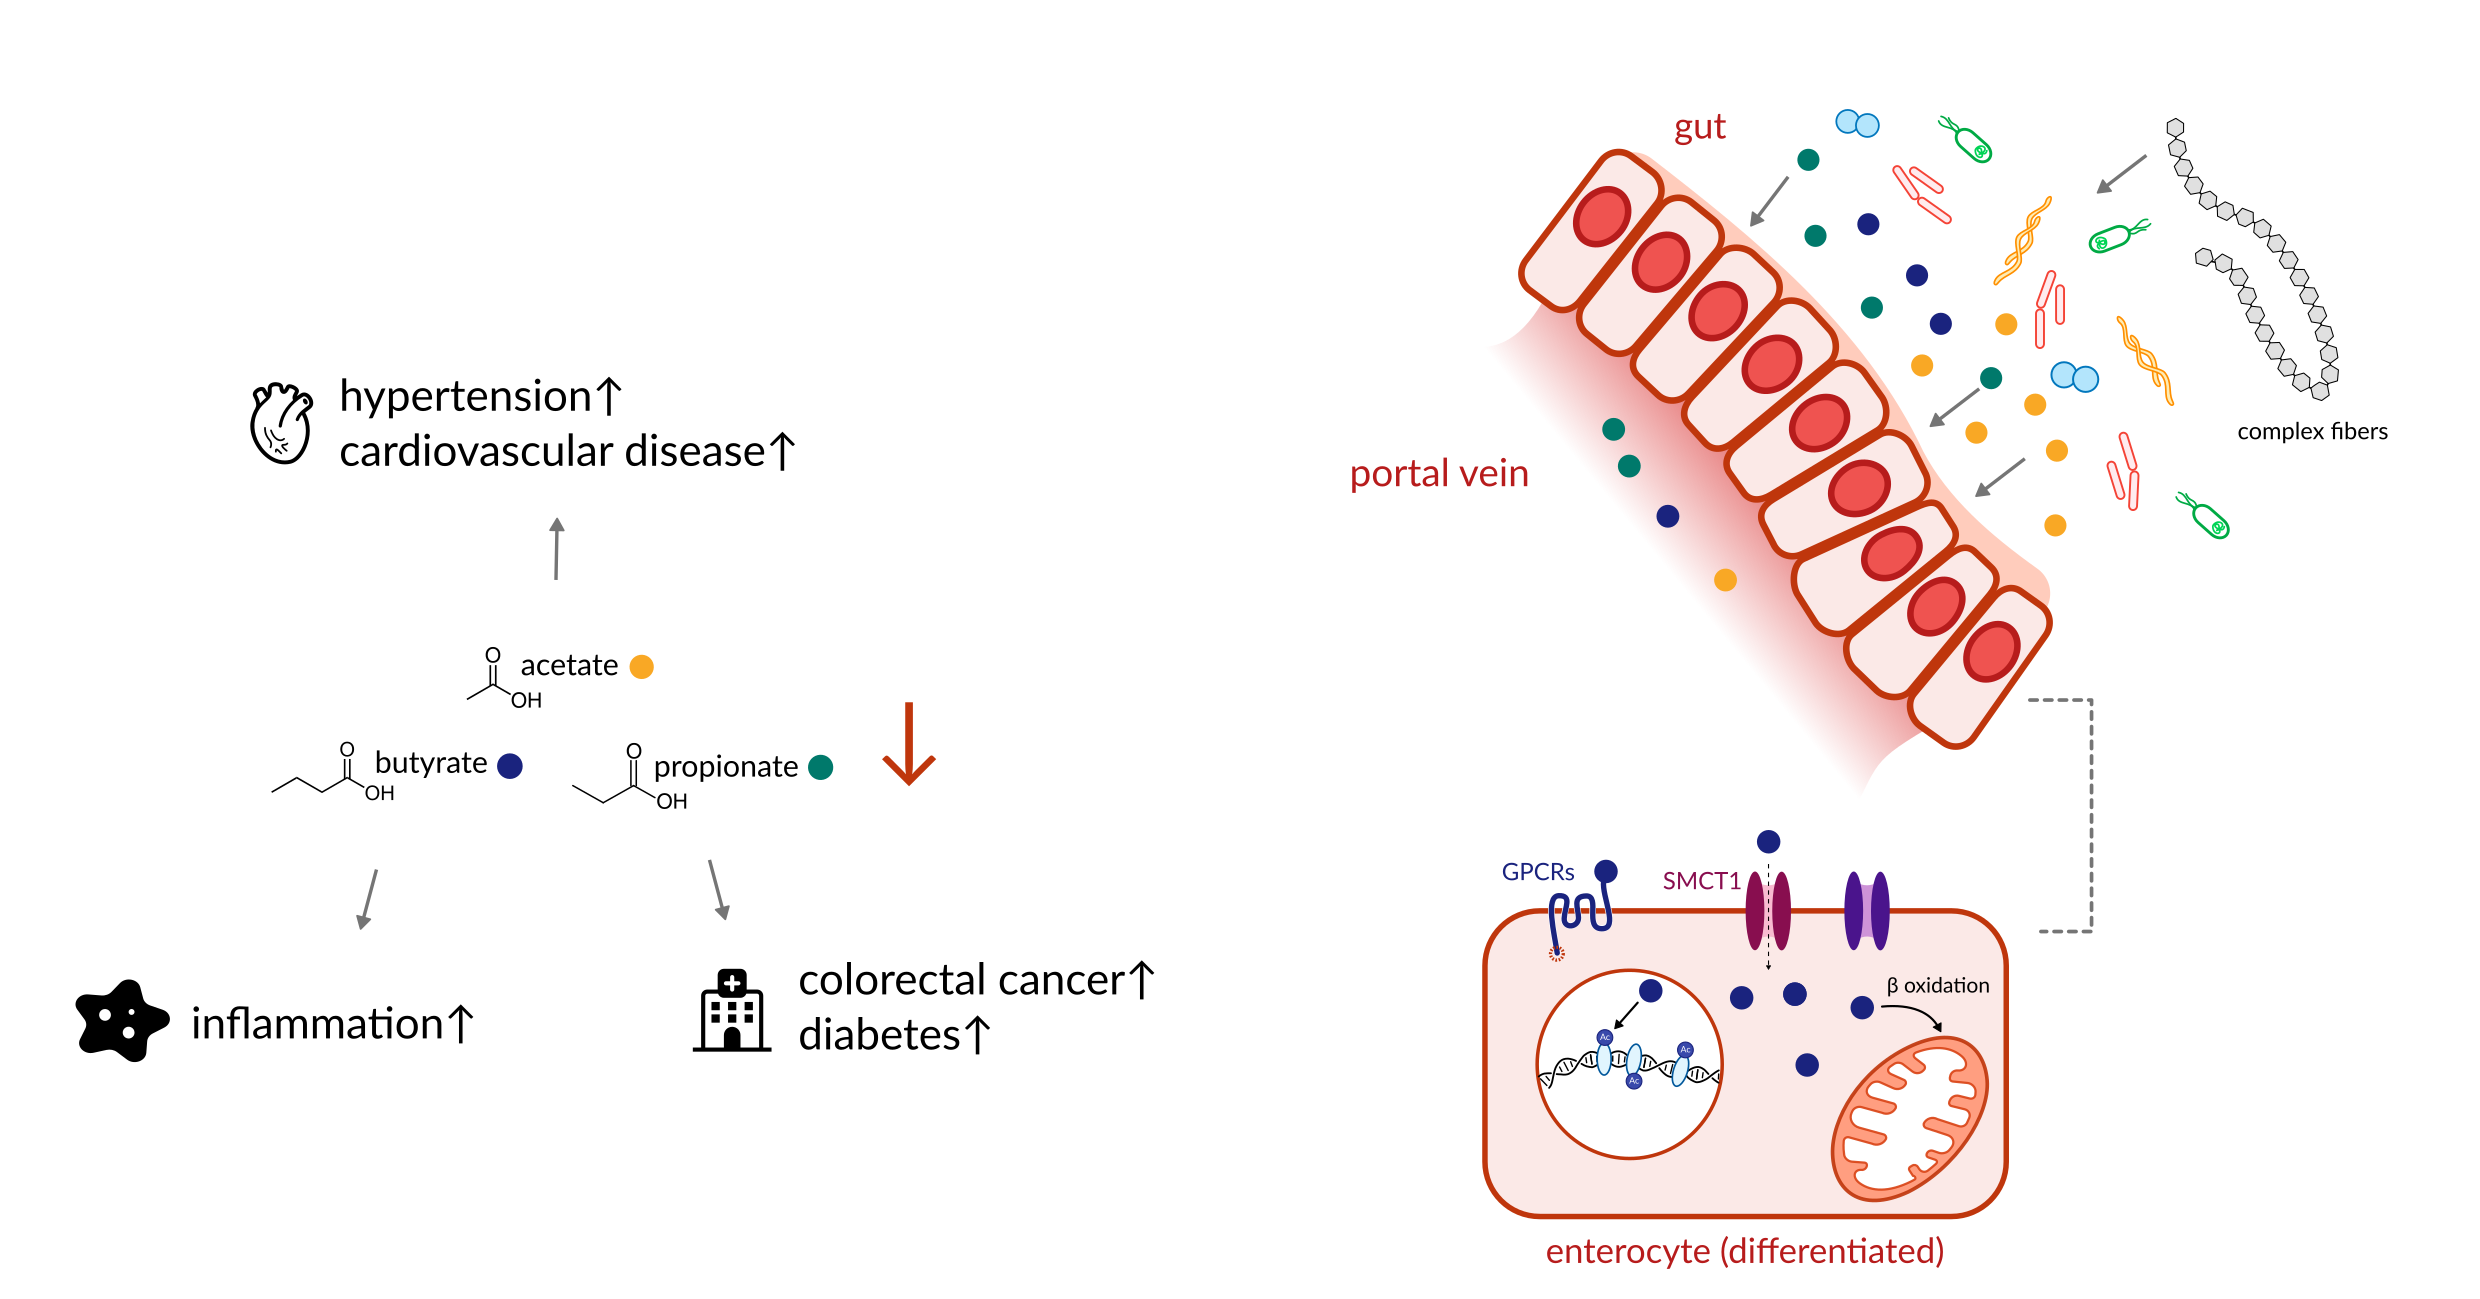 hypertension↑
cardiovascular disease↑
O
acetate
OH
O
butyrate
OH
O
propionate
OH
inflammation↑
colorectal cancer↑
diabetes↑
gut
complex fibers
portal vein
GPCRs
SMCT1
β oxidation
Ac
Ac
Ac
enterocyte (differentiated)